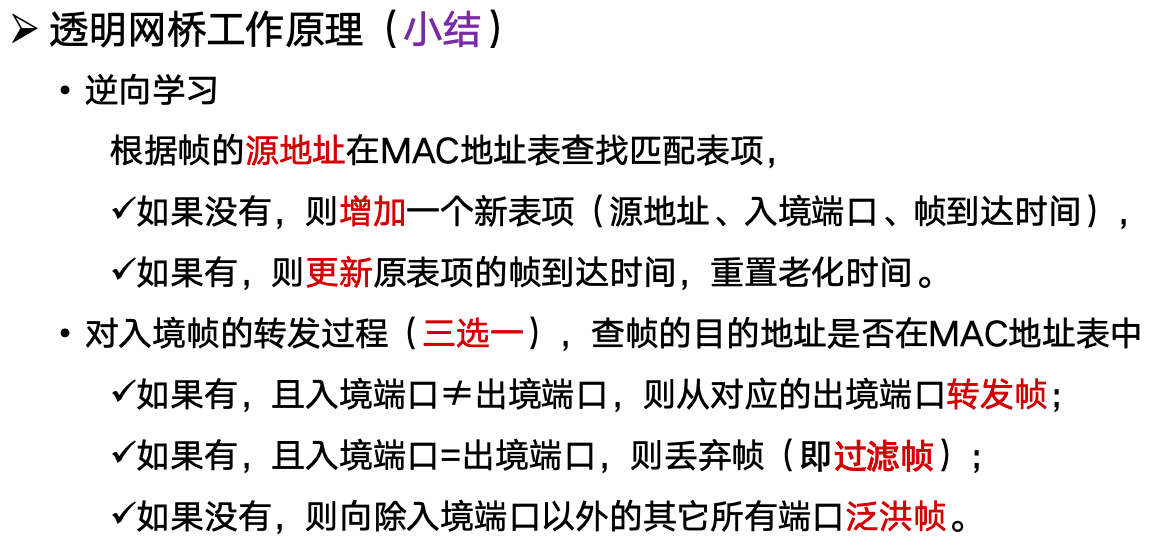 ➢ 透明网桥工作原理（小结）
• 逆向学习
根据帧的源地址在MAC地址表查找匹配表项，
✓如果没有，则增加一个新表项（源地址、入境端口、帧到达时间），
✓如果有，则更新原表项的帧到达时间，重置老化时间。
• 对入境帧的转发过程（三选一），查帧的目的地址是否在MAC地址表中
✓如果有，且入境端口≠出境端口，则从对应的出境端口转发帧；
✓如果有，且入境端口=出境端口，则丢弃帧（即过滤帧）；
✓如果没有，则向除入境端口以外的其它所有端口泛洪帧。